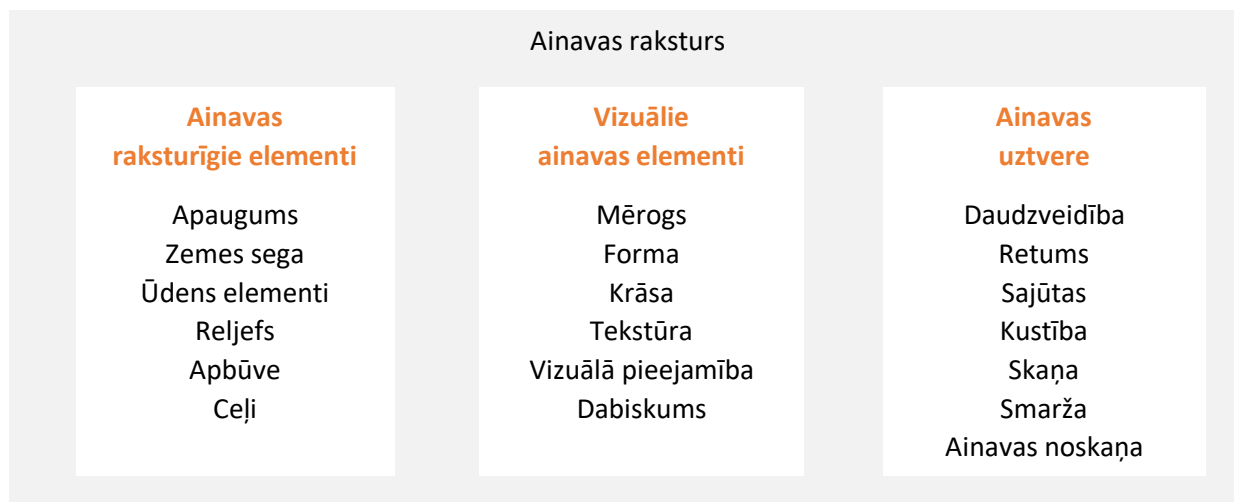 Ainavas raksturs
Ainavas
raksturīgie elementi
Apaugums
Zemes sega
Ūdens elementi
Reljefs
Apbūve
Ceļi
Vizuālie
ainavas elementi
Mērogs
Forma
Krāsa
Tekstūra
Vizuālā pieejamība
Dabiskums
Ainavas
uztvere
Daudzveidība
Retums
Sajūtas
Kustība
Skaņa
Smarža
Ainavas noskaņa